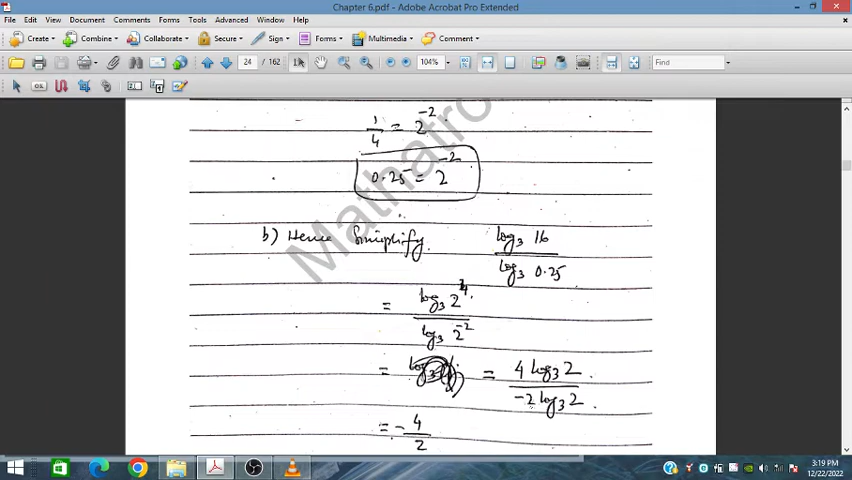 Chapter 6.pdf - Adobe Acrobat Pro Extended
File Edit View Document Comments Forms Tools Advanced Window Help
Create Combine Collaborate Secure Sign Forms Multimedia Comment
24 / 162 104% Find
1/4 = 2^-2
0.25 = 2^-2
b) Hence Simplify. log₃ 16 / log₃ 0.25
= log₃ 2^4 / log₃ 2^-2
= = 4 log₃ 2 / -2 log₃ 2
= - 4/2
3:19 PM
12/22/2022